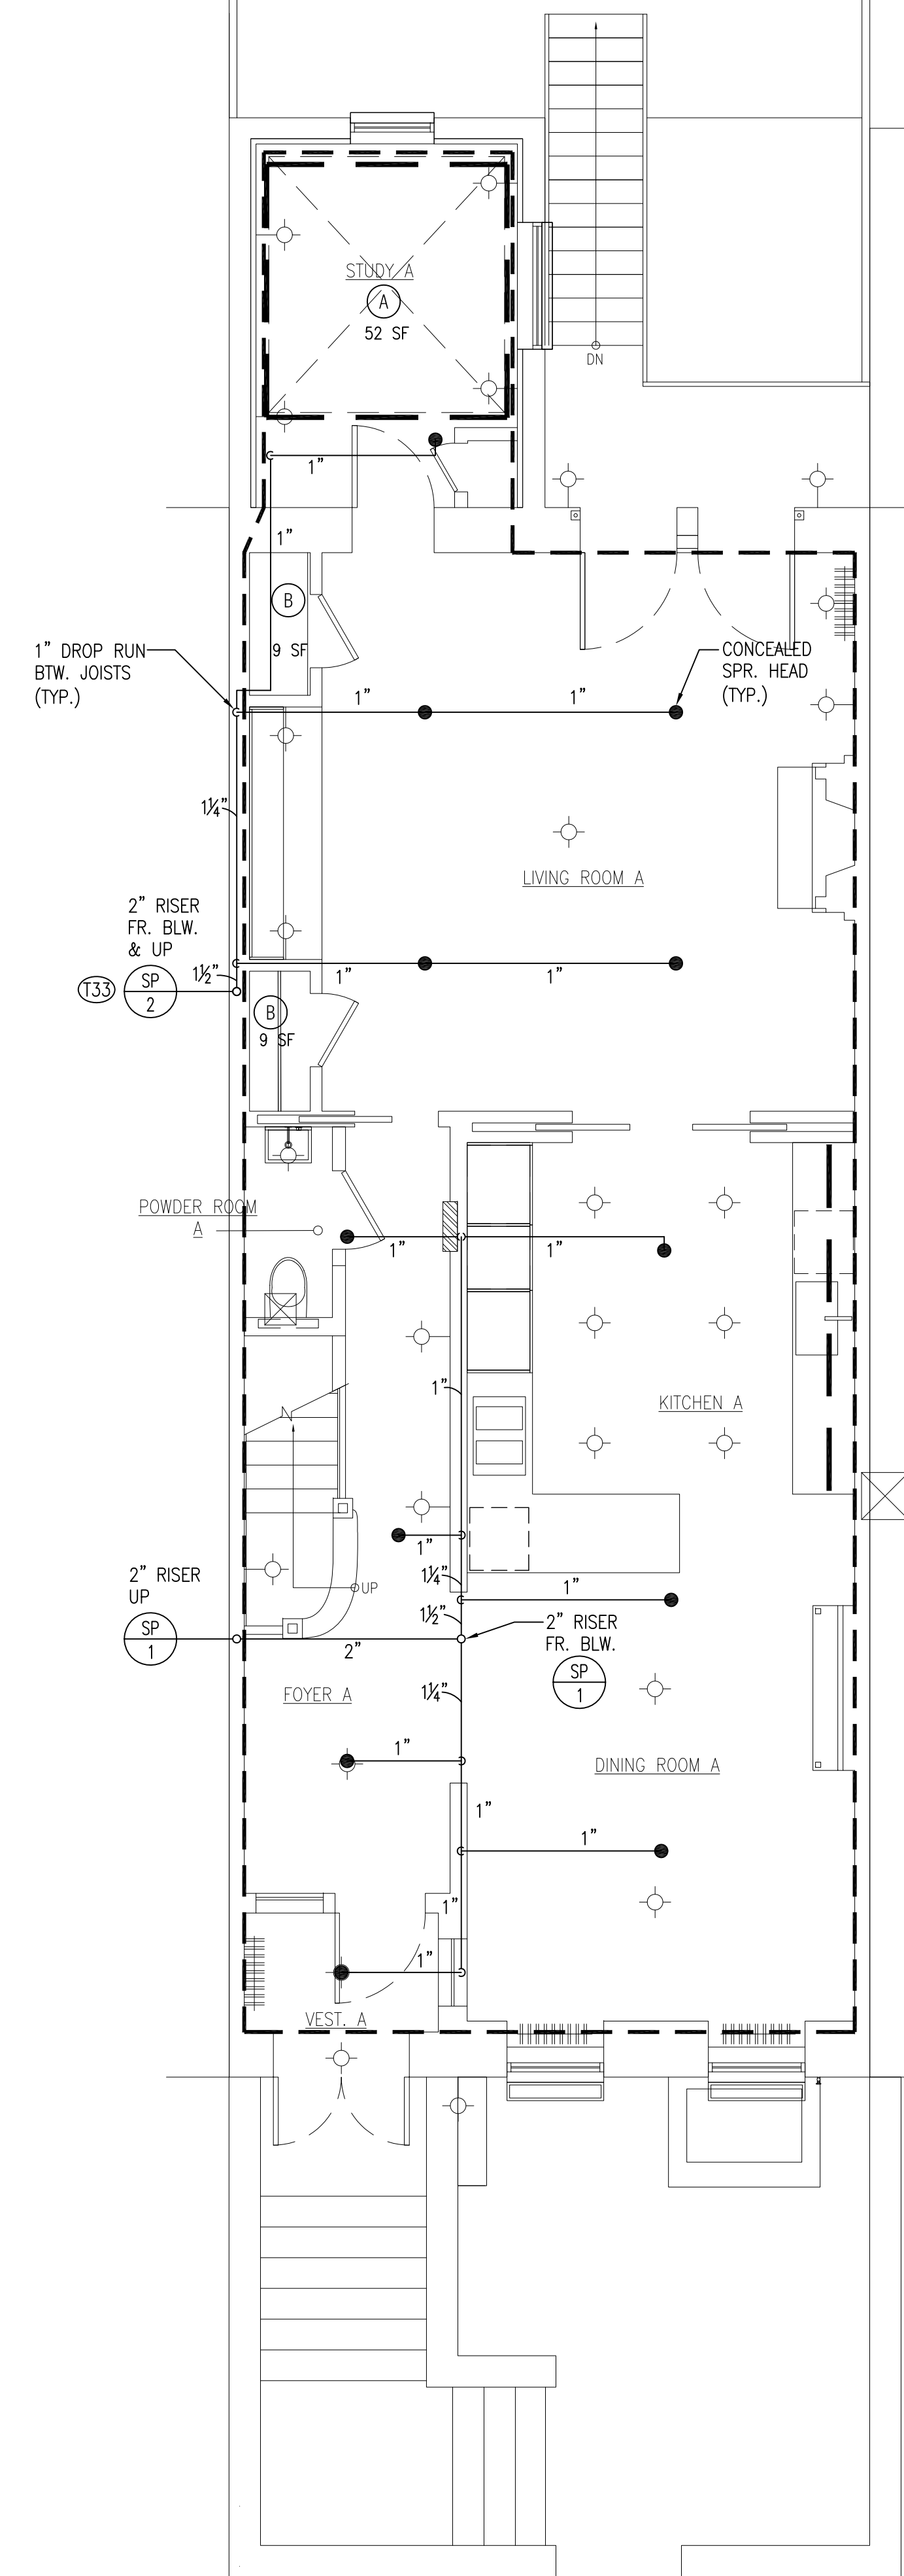 STUDY A
A
52 SF
DN
1"
1"
B
9 SF
1" DROP RUN
BTW. JOISTS
(TYP.)
CONCEALED
SPR. HEAD
(TYP.)
1"
1"
1¼"
LIVING ROOM A
2" RISER
FR. BLW.
& UP
T33
SP
2
1½"
1"
1"
B
9 SF
POWDER ROOM
A
1"
1"
1"
KITCHEN A
N
1"
1¼"
1"
UP
2" RISER
UP
SP
1
1½"
2"
2" RISER
FR. BLW.
SP
1
FOYER A
1¼"
1"
DINING ROOM A
1"
1"
1"
1"
VEST. A